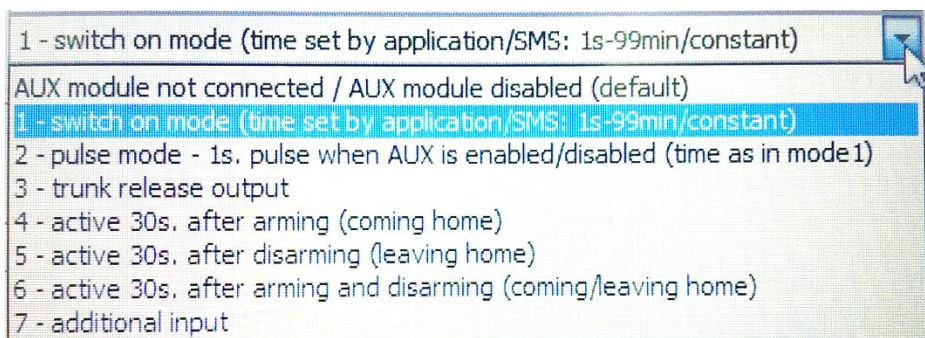 1 - switch on mode (time set by application/SMS: 1s-99min/constant)
AUX module not connected / AUX module disabled (default)
1 - switch on mode (time set by application/SMS: 1s-99min/constant)
2 - pulse mode - 1s. pulse when AUX is enabled/disabled (time as in mode1)
3 - trunk release output
4 - active 30s. after arming (coming home)
5 - active 30s. after disarming (leaving home)
6 - active 30s. after arming and disarming (coming/leaving home)
7 - additional input